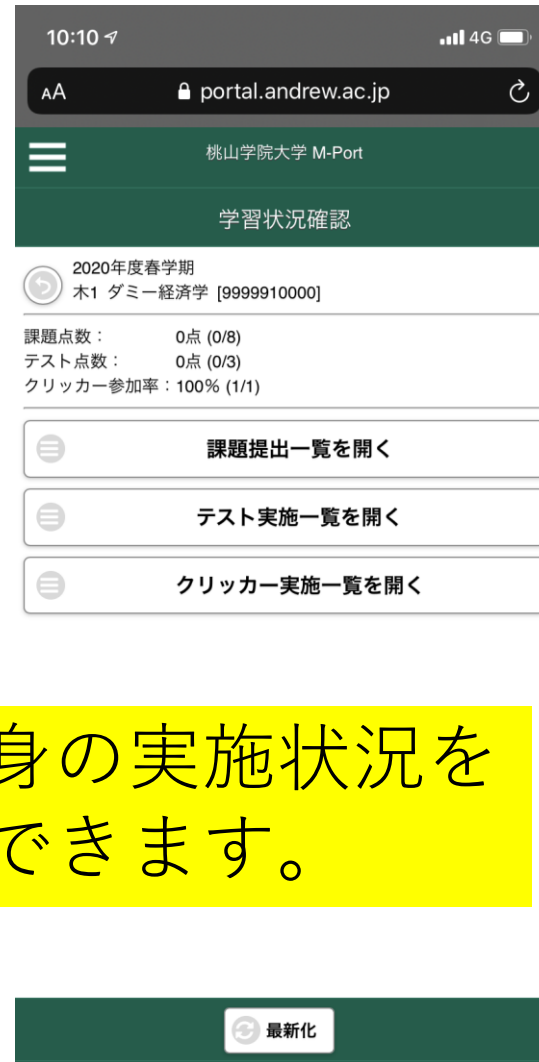 10:10
4G
AA portal.andrew.ac.jp
桃山学院大学 M-Port
学習状況確認
2020年度春学期
木1 ダミー経済学 [9999910000]
課題点数： 0点 (0/8)
テスト点数： 0点 (0/3)
クリッカー参加率：100% (1/1)
課題提出一覧を開く
テスト実施一覧を開く
クリッカー実施一覧を開く
身の実施状況を
できます。
最新化